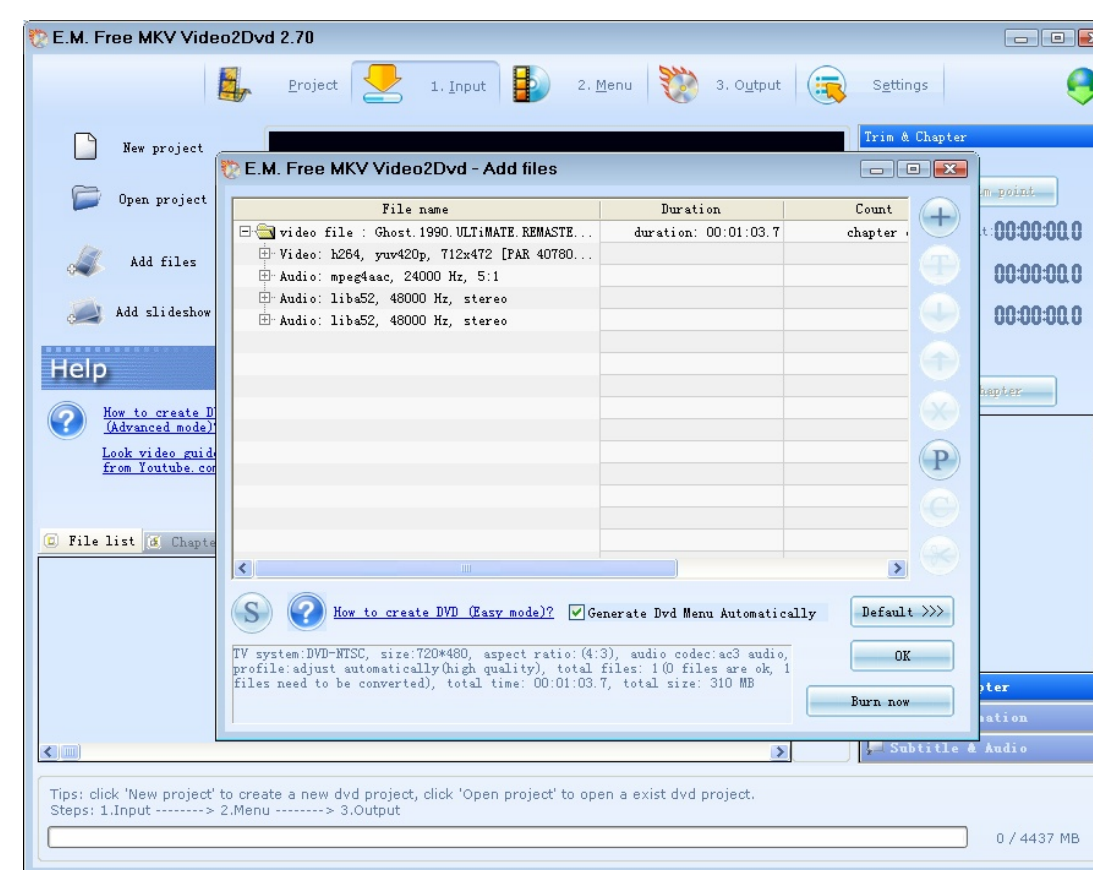 E.M. Free MKV Video2Dvd 2.70
Project
1. Input
2. Menu
3. Output
Settings
New project
Open project
Add files
Add slideshow
Help
How to create D
(Advanced mode)
Look video guid
from Youtube.co
File list
Chapte
Trim & Chapter
m point
00:00:00.0
00:00:00.0
00:00:00.0
hapter
E.M. Free MKV Video2Dvd - Add files
File name Duration Count
video file : Ghost.1990.ULTiMATE.REMASTE... duration: 00:01:03.7 chapter
Video: h264, yuv420p, 712x472 [PAR 40780...
Audio: mpeg4aac, 24000 Hz, 5:1
Audio: liba52, 48000 Hz, stereo
Audio: liba52, 48000 Hz, stereo
T
X
P
C
S
How to create DVD (Easy mode)?
Generate Dvd Menu Automatically
Default >>>
TV system:DVD-NTSC, size:720*480, aspect ratio:(4:3), audio codec:ac3 audio,
profile:adjust automatically(high quality), total files: 1(0 files are ok, 1
files need to be converted), total time: 00:01:03.7, total size: 310 MB
OK
Burn now
pter
mation
Subtitle & Audio
Tips: click 'New project' to create a new dvd project, click 'Open project' to open a exist dvd project.
Steps: 1.Input --------> 2.Menu --------> 3.Output
0 / 4437 MB